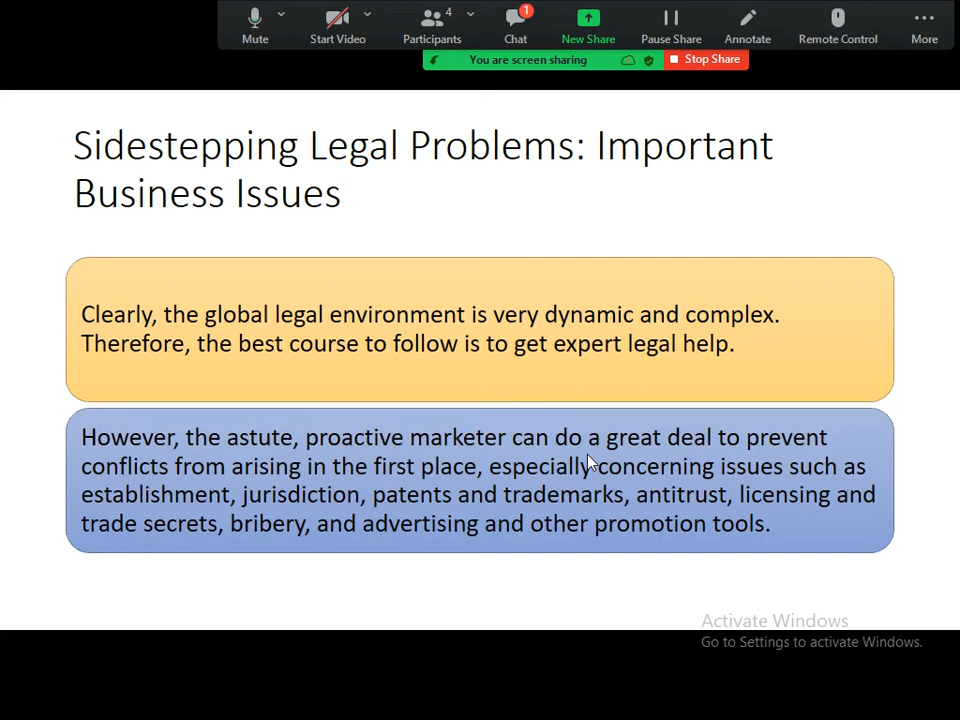 4
1
Mute
Start Video
Participants
Chat
New Share
Pause Share
Annotate
Remote Control
More
You are screen sharing
Stop Share
Sidestepping Legal Problems: Important
Business Issues
Clearly, the global legal environment is very dynamic and complex.
Therefore, the best course to follow is to get expert legal help.
However, the astute, proactive marketer can do a great deal to prevent
conflicts from arising in the first place, especially concerning issues such as
establishment, jurisdiction, patents and trademarks, antitrust, licensing and
trade secrets, bribery, and advertising and other promotion tools.
Activate Windows
Go to Settings to activate Windows.